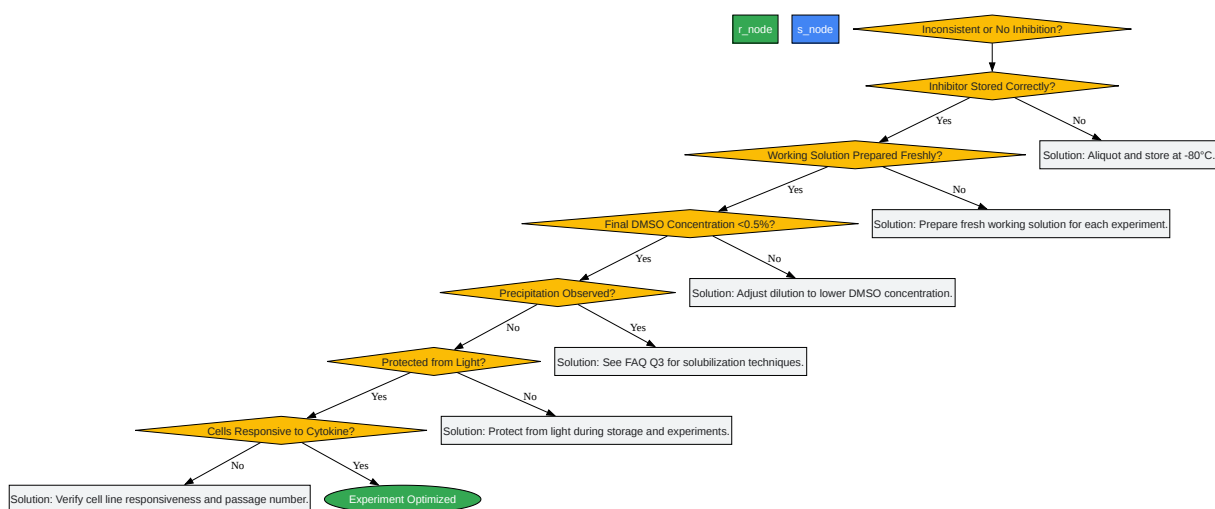 r_node
s_node
Inconsistent or No Inhibition?
Inhibitor Stored Correctly?
Yes
No
Working Solution Prepared Freshly?
Solution: Aliquot and store at -80°C.
Yes
No
Final DMSO Concentration <0.5%?
Solution: Prepare fresh working solution for each experiment.
Yes
No
Precipitation Observed?
Solution: Adjust dilution to lower DMSO concentration.
No
Yes
Protected from Light?
Solution: See FAQ Q3 for solubilization techniques.
Yes
No
Cells Responsive to Cytokine?
Solution: Protect from light during storage and experiments.
No
Yes
Solution: Verify cell line responsiveness and passage number.
Experiment Optimized